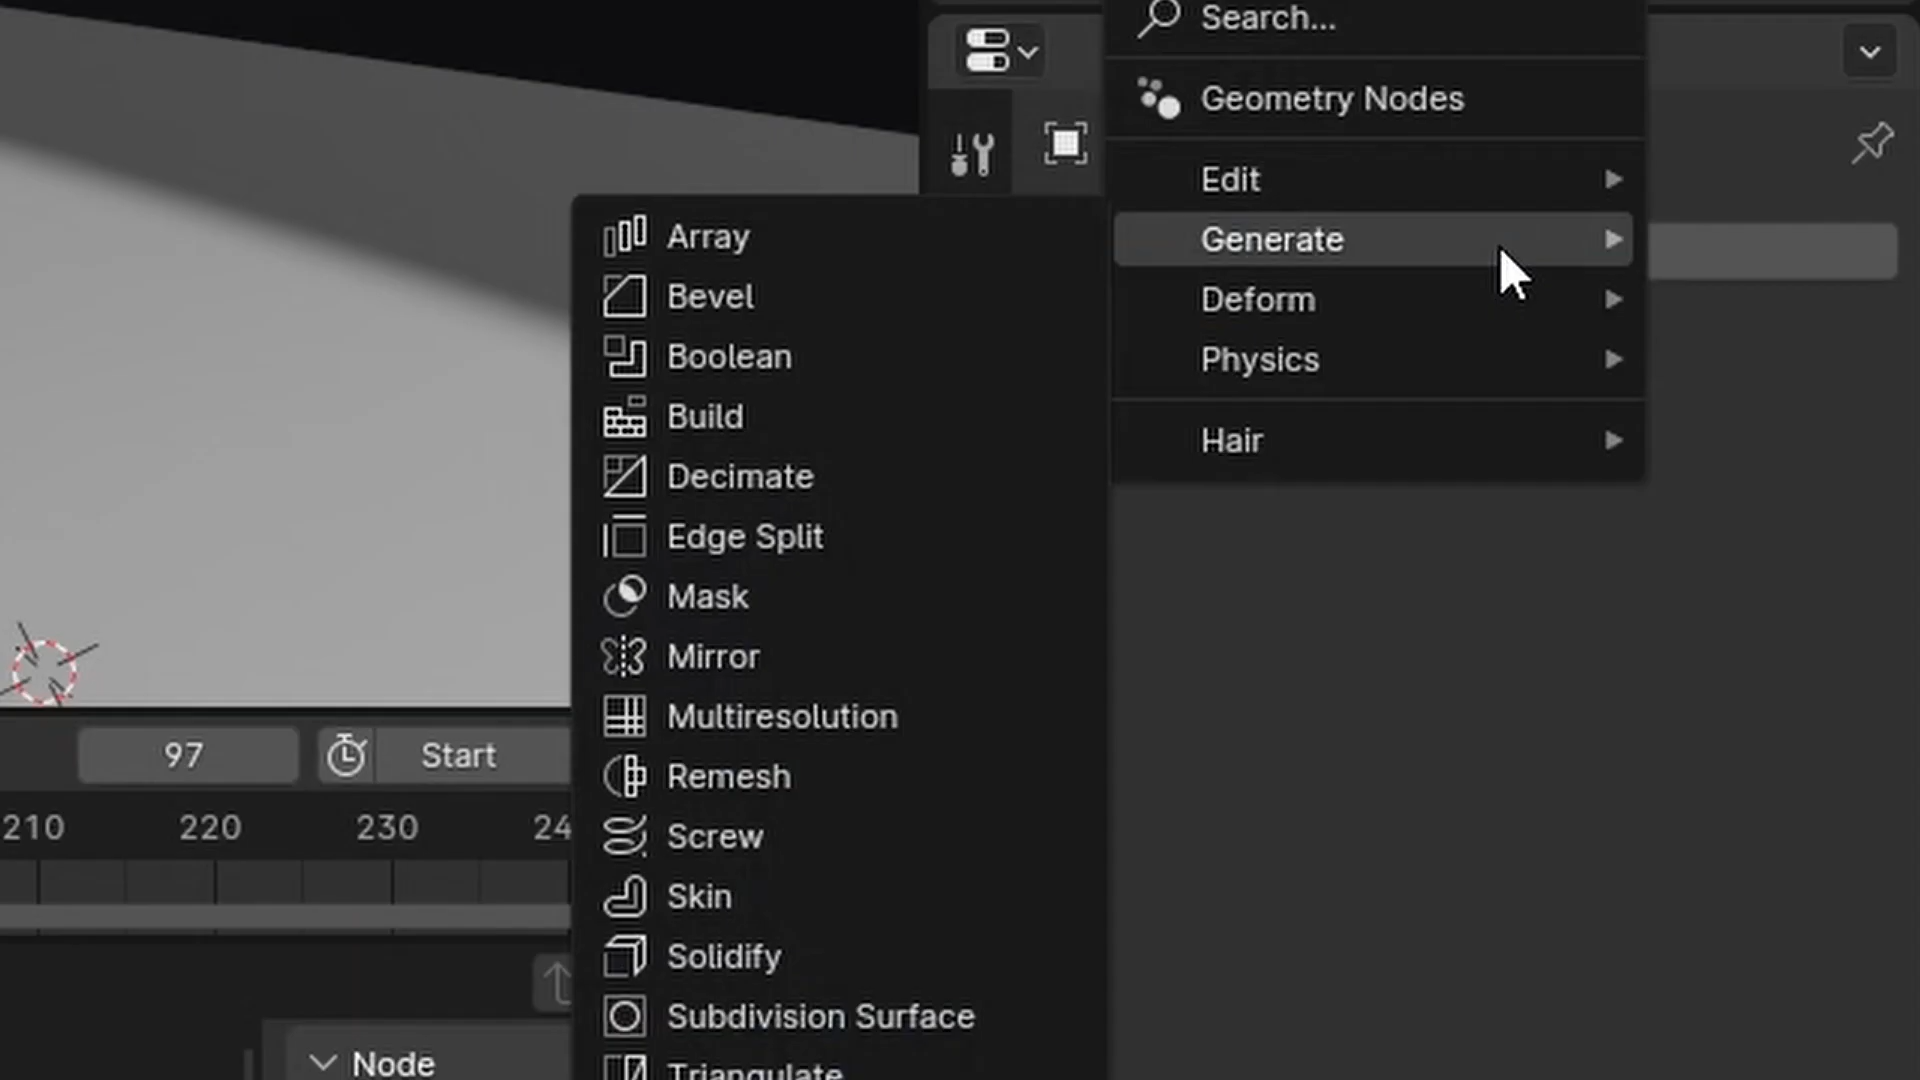 Search...
Geometry Nodes
Edit
Generate
Deform
Physics
Hair
Array
Bevel
Boolean
Build
Decimate
Edge Split
Mask
Mirror
Multiresolution
Remesh
Screw
Skin
Solidify
Subdivision Surface
Triangulate
97
Start
210 220 230 24
Node